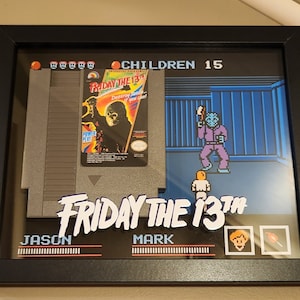 CHILDREN 15
FRIDAY THE 13TH
FRIDAY THE 13TH
JASON MARK